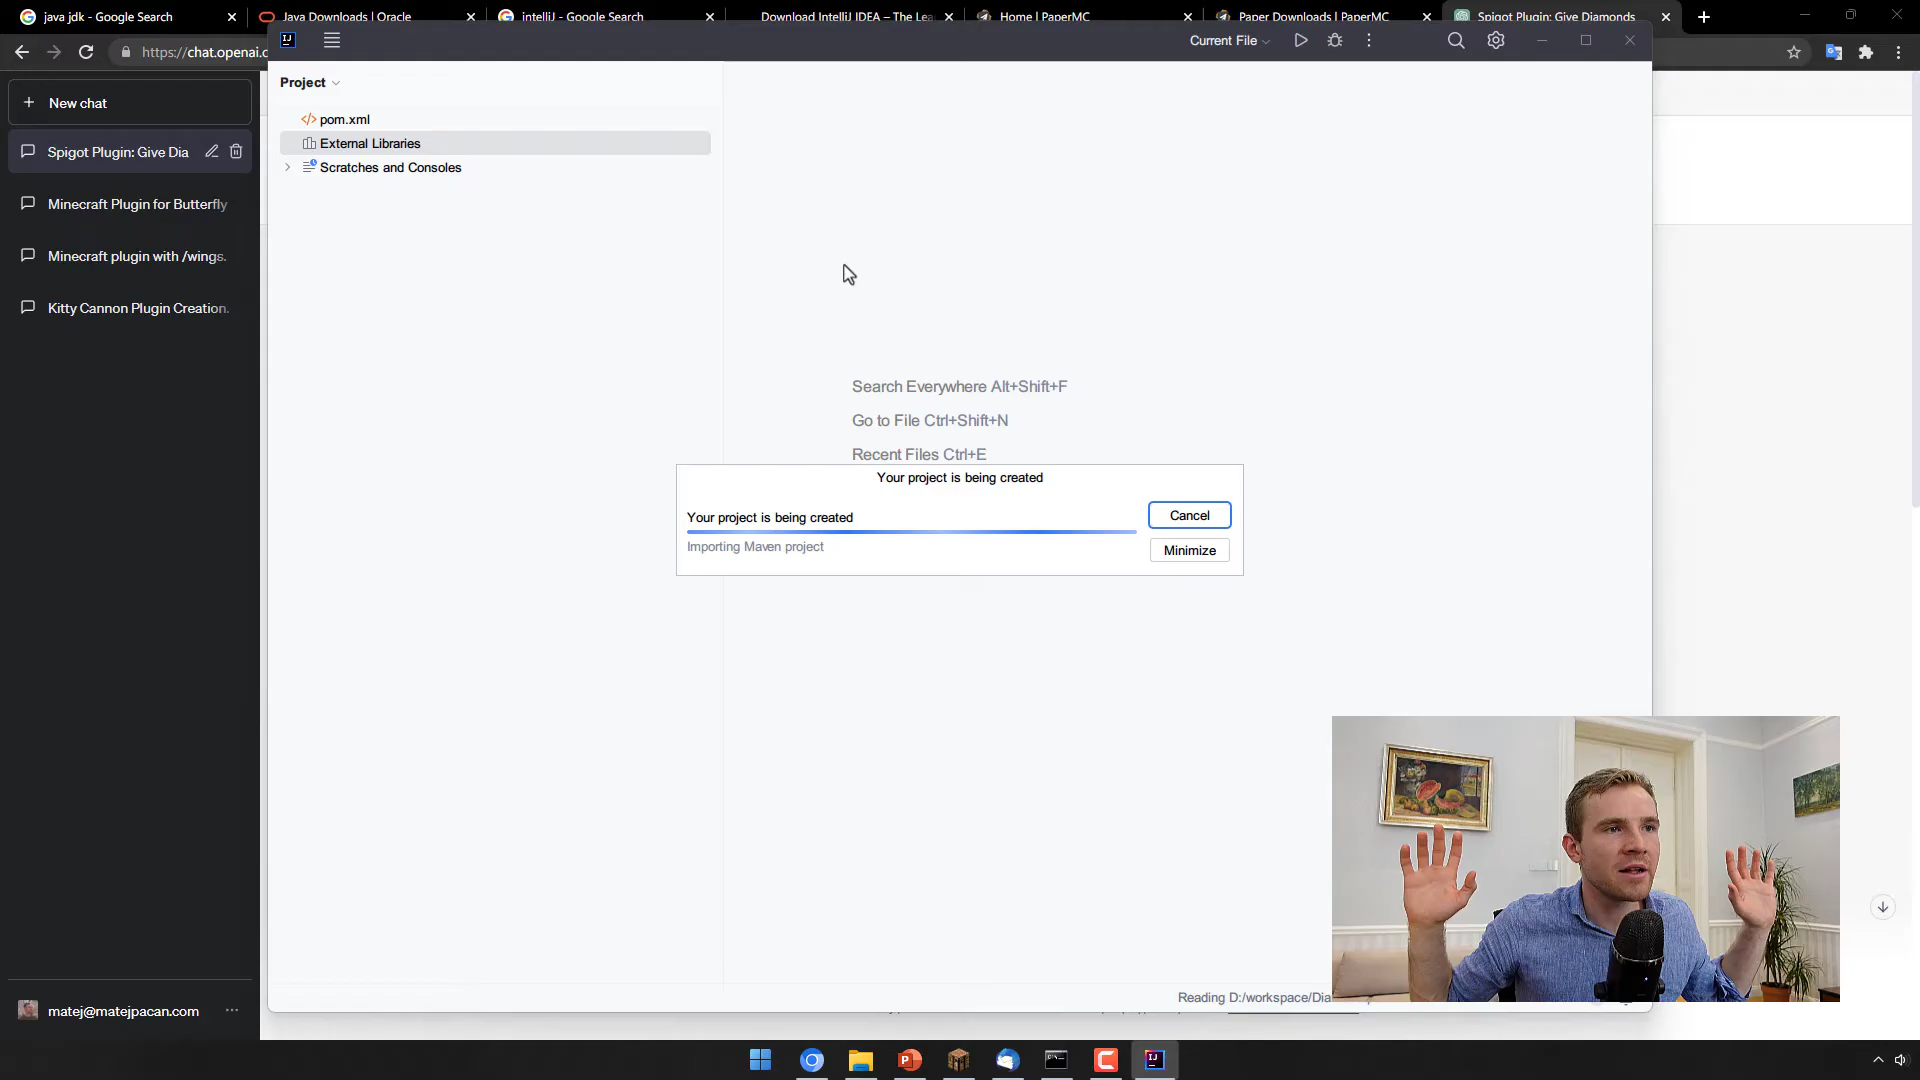 java jdk - Google Search
Java Downloads | Oracle
intelliJ - Google Search
Download IntelliJ IDEA – The Lea
Home | PaperMC
Paper Downloads | PaperMC
Spigot Plugin: Give Diamonds
https://chat.openai.c
IJ
Current File
New chat
Spigot Plugin: Give Dia
Minecraft Plugin for Butterfly
Minecraft plugin with /wings.
Kitty Cannon Plugin Creation.
matej@matejpacan.com
Project
pom.xml
External Libraries
Scratches and Consoles
Search Everywhere Alt+Shift+F
Go to File Ctrl+Shift+N
Recent Files Ctrl+E
Your project is being created
Your project is being created
Importing Maven project
Cancel
Minimize
Reading D:/workspace/Dia